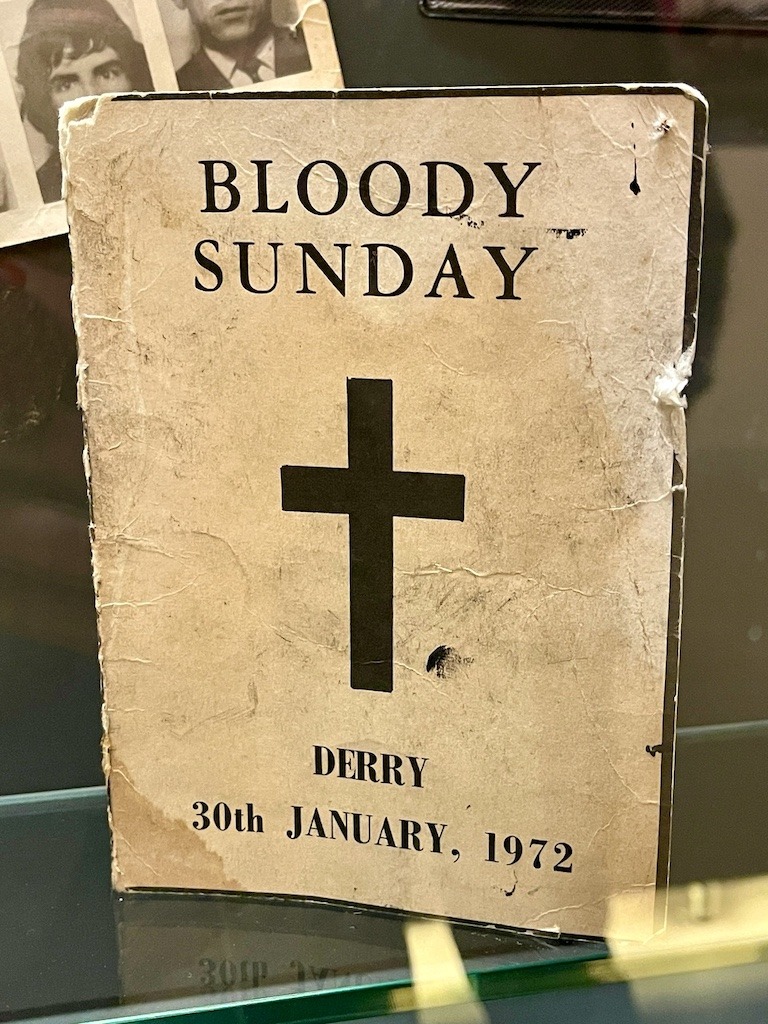 BLOODY
SUNDAY
DERRY
30th JANUARY, 1972